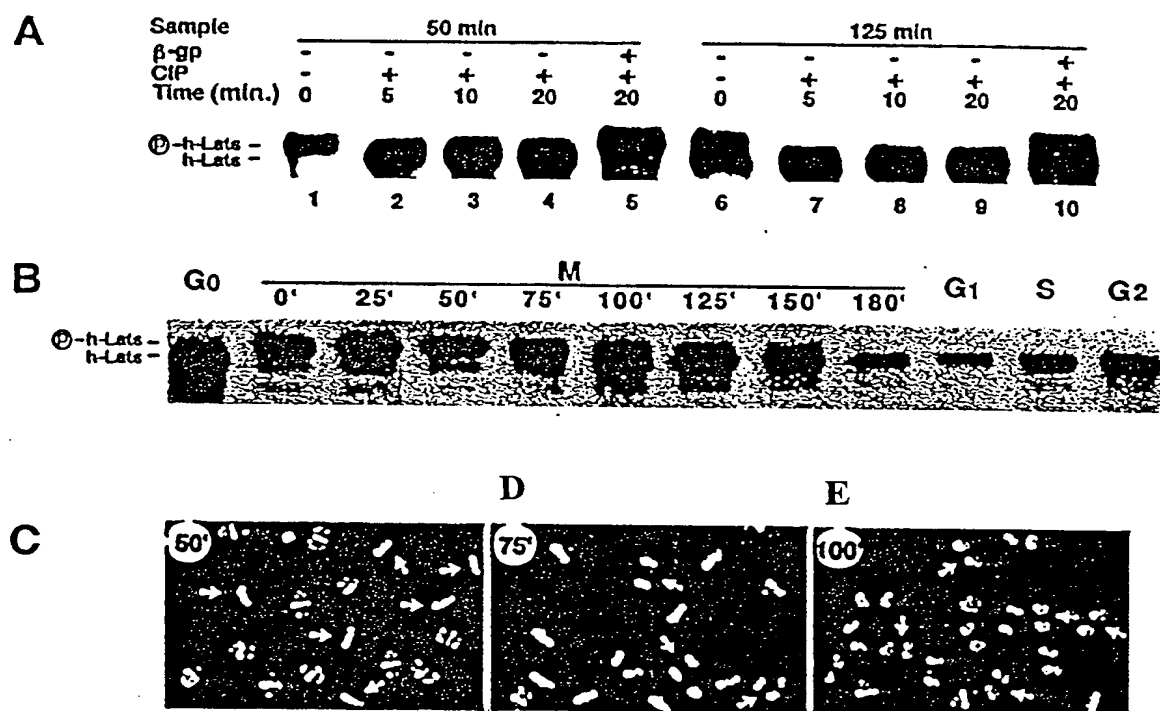 A
Sample 50 min 125 min
β-gp - - - - + - - - - +
CIP - + + + + - + + + +
Time (min.) 0 5 10 20 20 0 5 10 20 20
Ⓟ-h-Lats -
h-Lats -
1 2 3 4 5 6 7 8 9 10
B
G0 M G1 S G2
0' 25' 50' 75' 100' 125' 150' 180'
Ⓟ-h-Lats -
h-Lats -
D E
C 50' 75' 100'